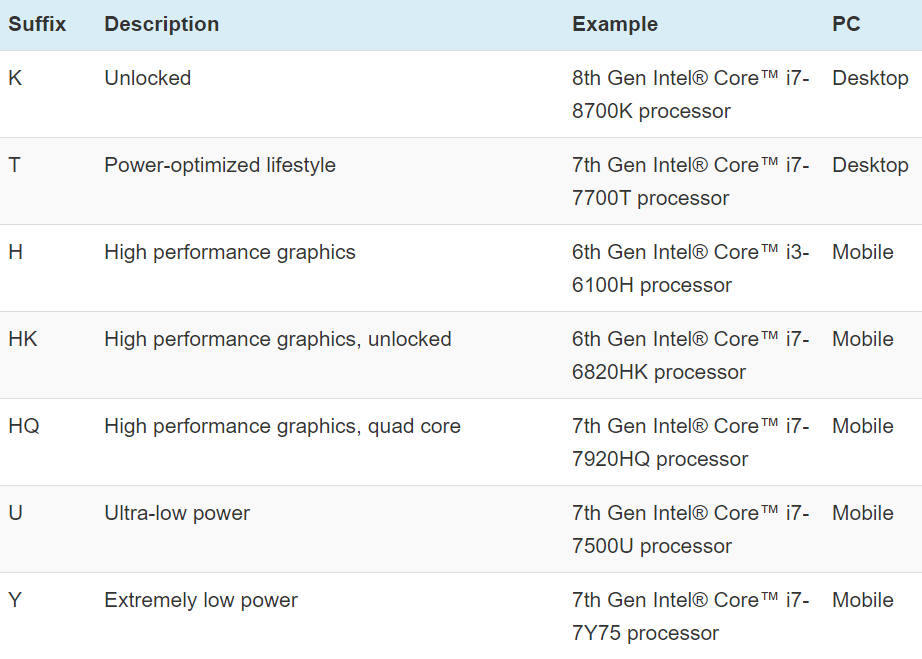 Suffix Description Example PC
K Unlocked 8th Gen Intel® Core™ i7- Desktop
8700K processor
T Power-optimized lifestyle 7th Gen Intel® Core™ i7- Desktop
7700T processor
H High performance graphics 6th Gen Intel® Core™ i3- Mobile
6100H processor
HK High performance graphics, unlocked 6th Gen Intel® Core™ i7- Mobile
6820HK processor
HQ High performance graphics, quad core 7th Gen Intel® Core™ i7- Mobile
7920HQ processor
U Ultra-low power 7th Gen Intel® Core™ i7- Mobile
7500U processor
Y Extremely low power 7th Gen Intel® Core™ i7- Mobile
7Y75 processor